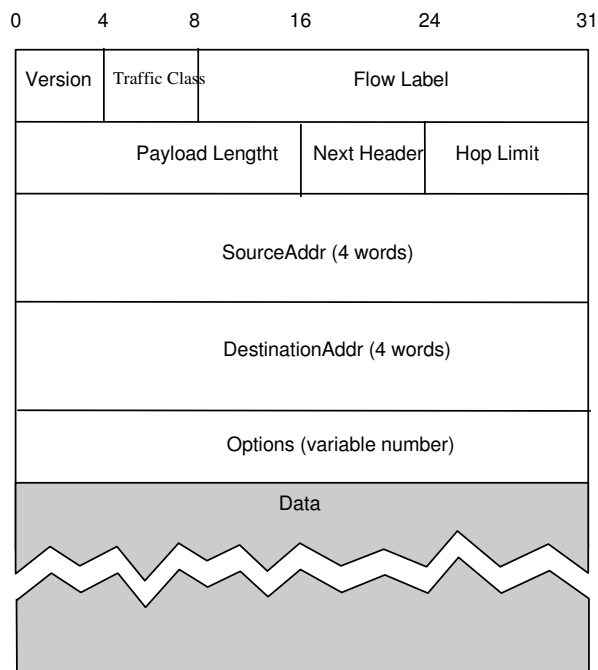 0 4 8 16 24 31
Version Traffic Class Flow Label
Payload Lengtht Next Header Hop Limit
SourceAddr (4 words)
DestinationAddr (4 words)
Options (variable number)
Data